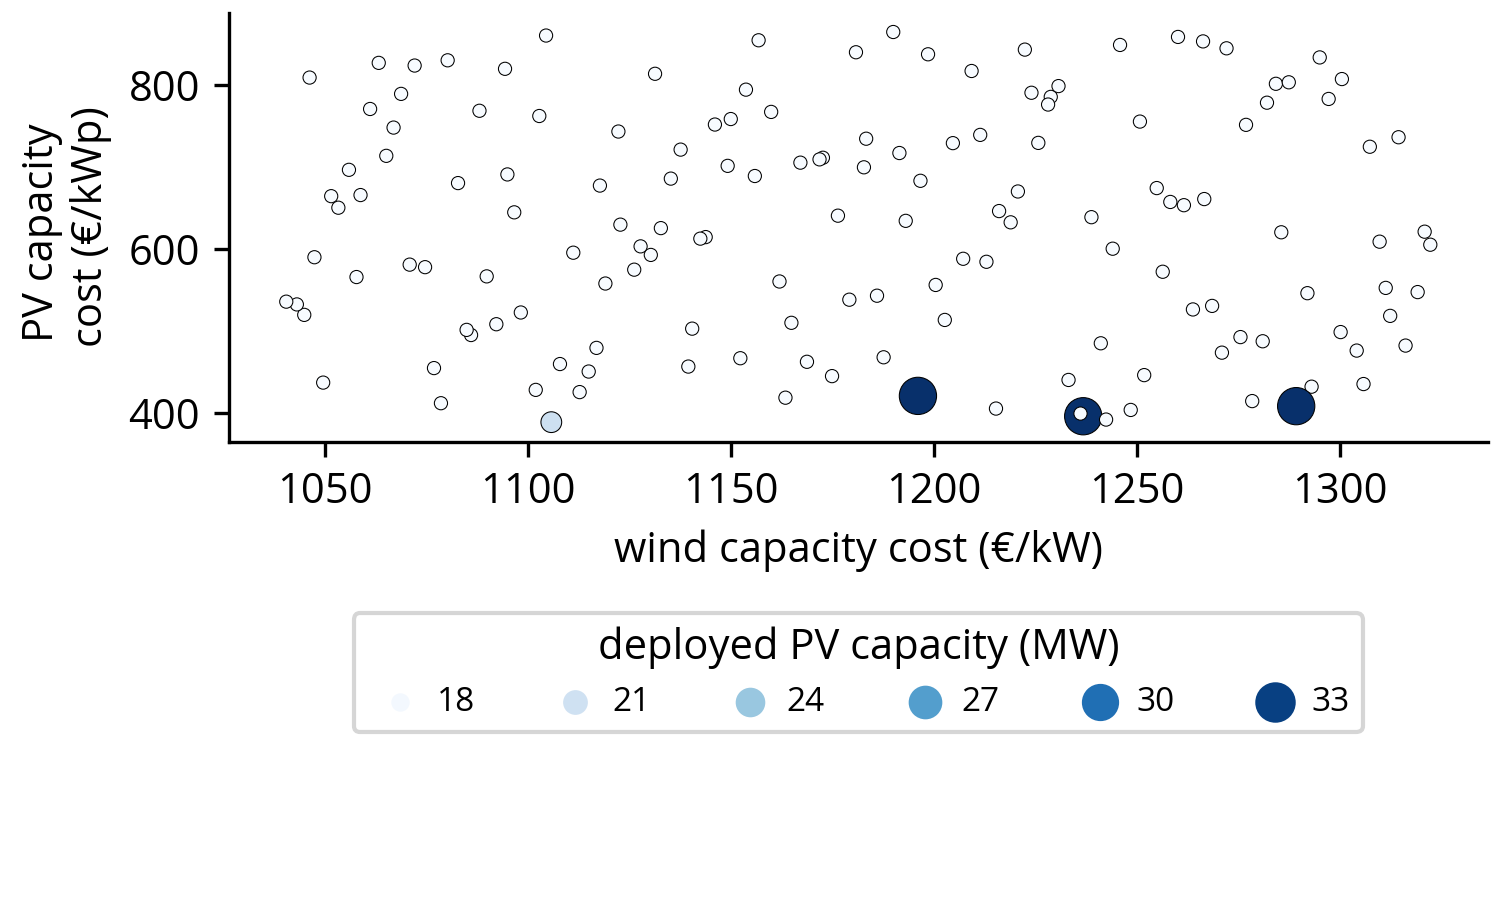 PV capacity
cost (€/kWp)
800
600
400
1050 1100 1150 1200 1250 1300
wind capacity cost (€/kW)
deployed PV capacity (MW)
18 21 24 27 30 33